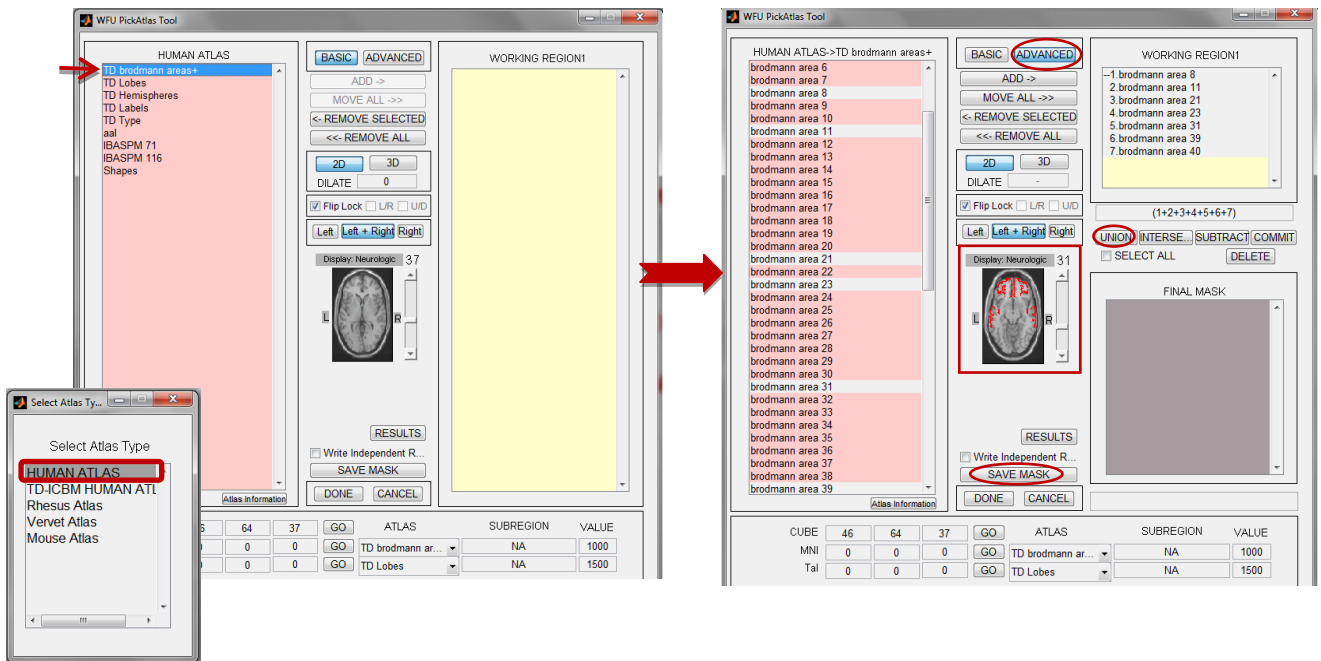 WFU PickAtlas Tool
HUMAN ATLAS
TD brodmann areas+
TD Lobes
TD Hemispheres
TD Labels
TD Type
aal
IBASPM 71
IBASPM 116
Shapes
BASIC ADVANCED
ADD ->
MOVE ALL ->>
<- REMOVE SELECTED
<<- REMOVE ALL
2D 3D
DILATE 0
Flip Lock L/R U/D
Left Left + Right Right
Display: Neurologic 37
L R
RESULTS
Write Independent R...
SAVE MASK
DONE CANCEL
Atlas Information
WORKING REGION1
64 37 GO ATLAS SUBREGION VALUE
0 0 GO TD brodmann ar... NA 1000
0 0 GO TD Lobes NA 1500
Select Atlas Ty...
Select Atlas Type
HUMAN ATLAS
TD-ICBM HUMAN ATL
Rhesus Atlas
Vervet Atlas
Mouse Atlas
WFU PickAtlas Tool
HUMAN ATLAS->TD brodmann areas+
brodmann area 6
brodmann area 7
brodmann area 8
brodmann area 9
brodmann area 10
brodmann area 11
brodmann area 12
brodmann area 13
brodmann area 14
brodmann area 15
brodmann area 16
brodmann area 17
brodmann area 18
brodmann area 19
brodmann area 20
brodmann area 21
brodmann area 22
brodmann area 23
brodmann area 24
brodmann area 25
brodmann area 26
brodmann area 27
brodmann area 28
brodmann area 29
brodmann area 30
brodmann area 31
brodmann area 32
brodmann area 33
brodmann area 34
brodmann area 35
brodmann area 36
brodmann area 37
brodmann area 38
brodmann area 39
Atlas Information
BASIC ADVANCED
ADD ->
MOVE ALL ->>
<- REMOVE SELECTED
<<- REMOVE ALL
2D 3D
DILATE -
Flip Lock L/R U/D
Left Left + Right Right
Display: Neurologic 31
L R
RESULTS
Write Independent R...
SAVE MASK
DONE CANCEL
WORKING REGION1
--1.brodmann area 8
2.brodmann area 11
3.brodmann area 21
4.brodmann area 23
5.brodmann area 31
6.brodmann area 39
7.brodmann area 40
(1+2+3+4+5+6+7)
UNION INTERSE... SUBTRACT COMMIT
SELECT ALL DELETE
FINAL MASK
CUBE 46 64 37 GO ATLAS SUBREGION VALUE
MNI 0 0 0 GO TD brodmann ar... NA 1000
Tal 0 0 0 GO TD Lobes NA 1500